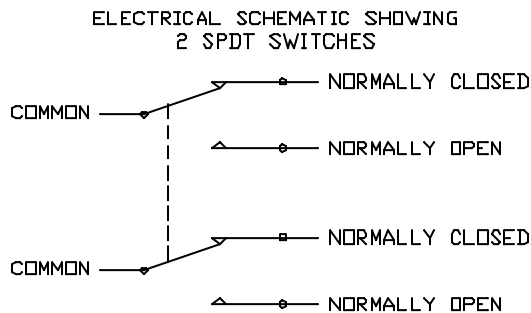 ELECTRICAL SCHEMATIC SHOWING
2 SPDT SWITCHES
NORMALLY CLOSED
COMMON
NORMALLY OPEN
NORMALLY CLOSED
COMMON
NORMALLY OPEN